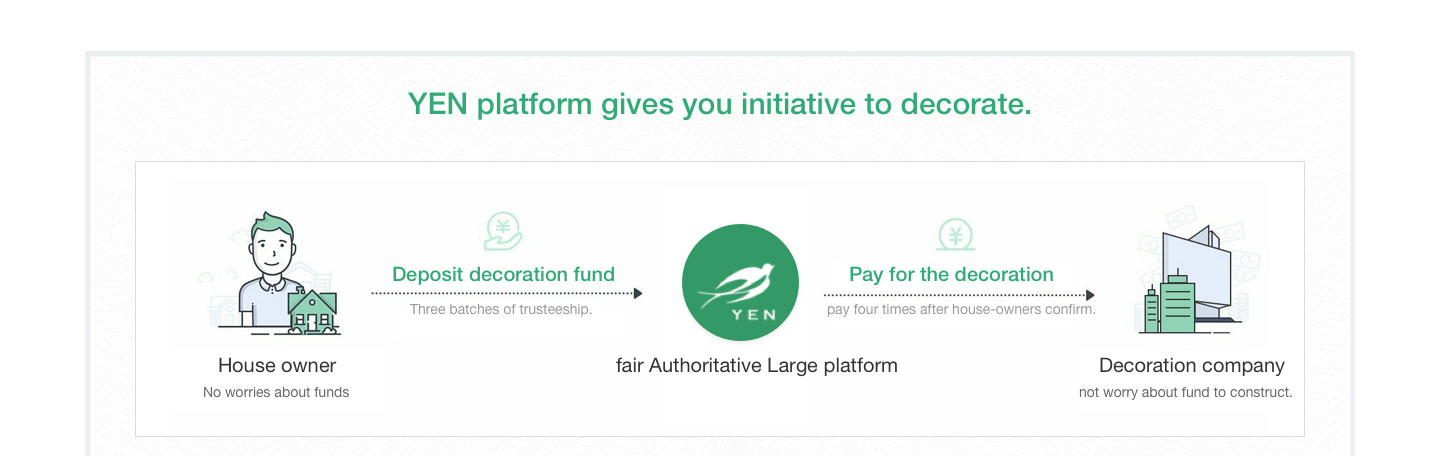 YEN platform gives you initiative to decorate.
¥
¥
Deposit decoration fund
Pay for the decoration
Three batches of trusteeship.
pay four times after house-owners confirm.
YEN
House owner
fair Authoritative Large platform
Decoration company
No worries about funds
not worry about fund to construct.